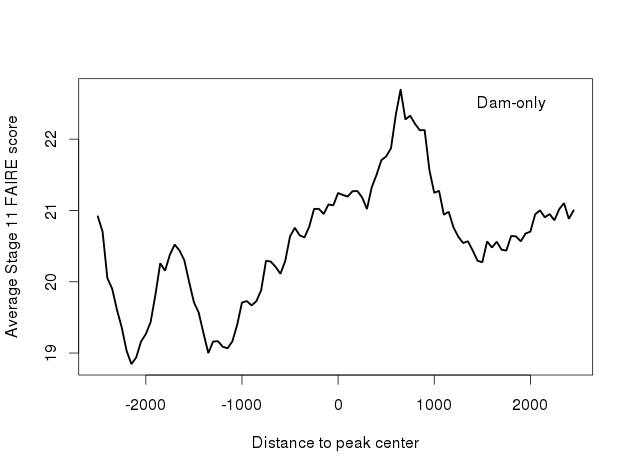 Dam-only
Average Stage 11 FAIRE score
22
21
20
19
-2000 -1000 0 1000 2000
Distance to peak center